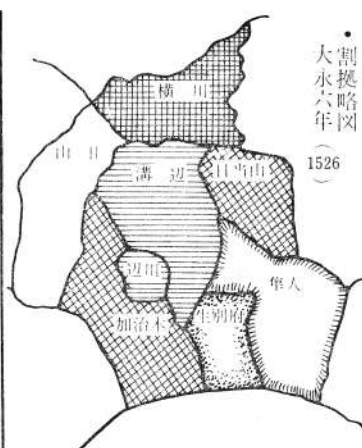 ・割拠略図
大永六年(1526)
横川
山田
溝辺
日当山
辺川
隼人
加治木
生別府